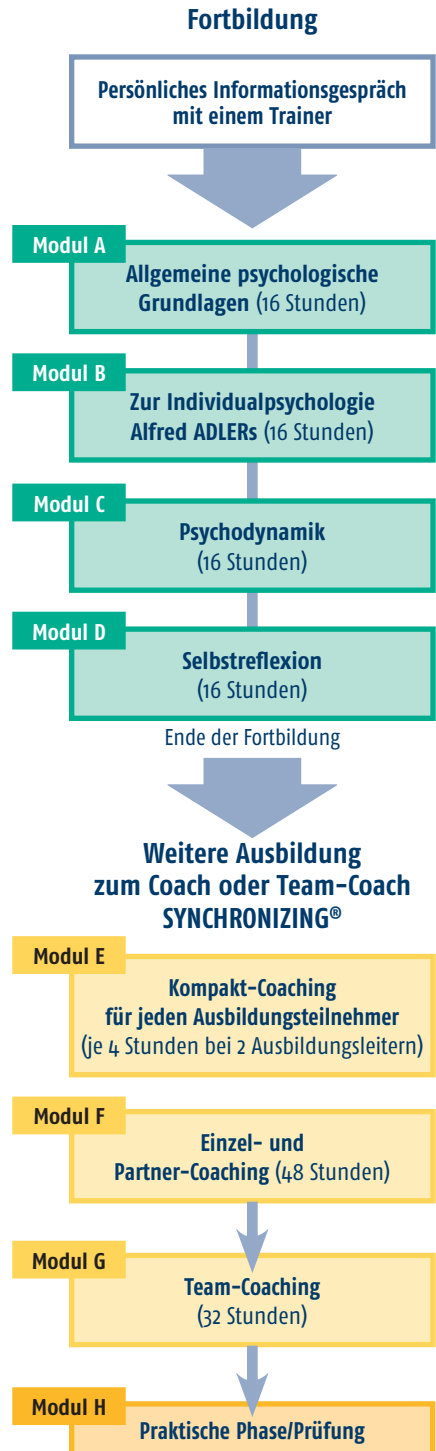 Fortbildung
Persönliches Informationsgespräch
mit einem Trainer
Modul A
Allgemeine psychologische
Grundlagen (16 Stunden)
Modul B
Zur Individualpsychologie
Alfred ADLERs (16 Stunden)
Modul C
Psychodynamik
(16 Stunden)
Modul D
Selbstreflexion
(16 Stunden)
Ende der Fortbildung
Weitere Ausbildung
zum Coach oder Team-Coach
SYNCHRONIZING®
Modul E
Kompakt-Coaching
für jeden Ausbildungsteilnehmer
(je 4 Stunden bei 2 Ausbildungsleitern)
Modul F
Einzel- und
Partner-Coaching (48 Stunden)
Modul G
Team-Coaching
(32 Stunden)
Modul H
Praktische Phase/Prüfung